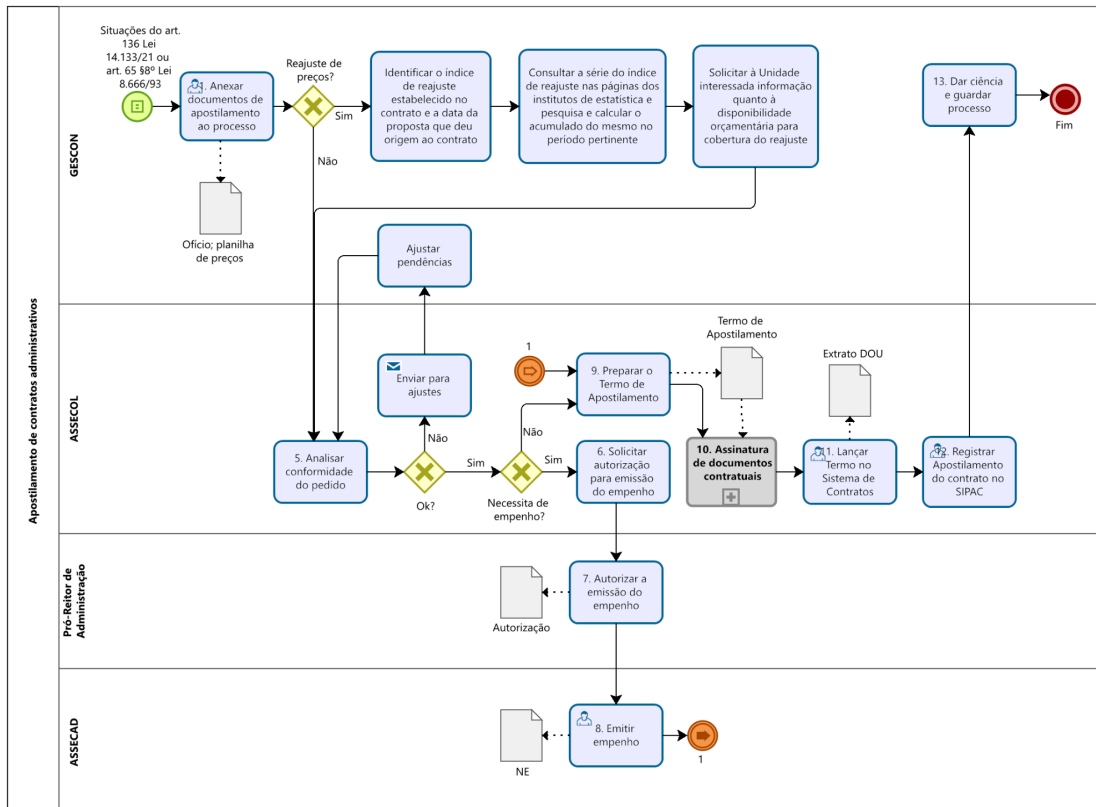 Apostilamento de contratos administrativos
GESCON
Situações do art.
136 Lei
14.133/21 ou
art. 65 §8º Lei
8.666/93
1. Anexar
documentos de
apostilamento
ao processo
Ofício; planilha
de preços
Reajuste de
preços?
Sim
Não
Identificar o índice
de reajuste
estabelecido no
contrato e a data da
proposta que deu
origem ao contrato
Consultar a série do índice
de reajuste nas páginas dos
institutos de estatística e
pesquisa e calcular o
acumulado do mesmo no
período pertinente
Solicitar à Unidade
interessada informação
quanto à
disponibilidade
orçamentária para
cobertura do reajuste
13. Dar ciência
e guardar
processo
Fim
Ajustar
pendências
ASSECOL
Enviar para
ajustes
Não
5. Analisar
conformidade
do pedido
Ok?
Sim
Necessita de
empenho?
Não
Sim
1
9. Preparar o
Termo de
Apostilamento
Termo de
Apostilamento
6. Solicitar
autorização
para emissão
do empenho
10. Assinatura
de documentos
contratuais
Extrato DOU
11. Lançar
Termo no
Sistema de
Contratos
12. Registrar
Apostilamento
do contrato no
SIPAC
Pró-Reitor de
Administração
7. Autorizar a
emissão do
empenho
Autorização
ASSECAD
8. Emitir
empenho
NE
1